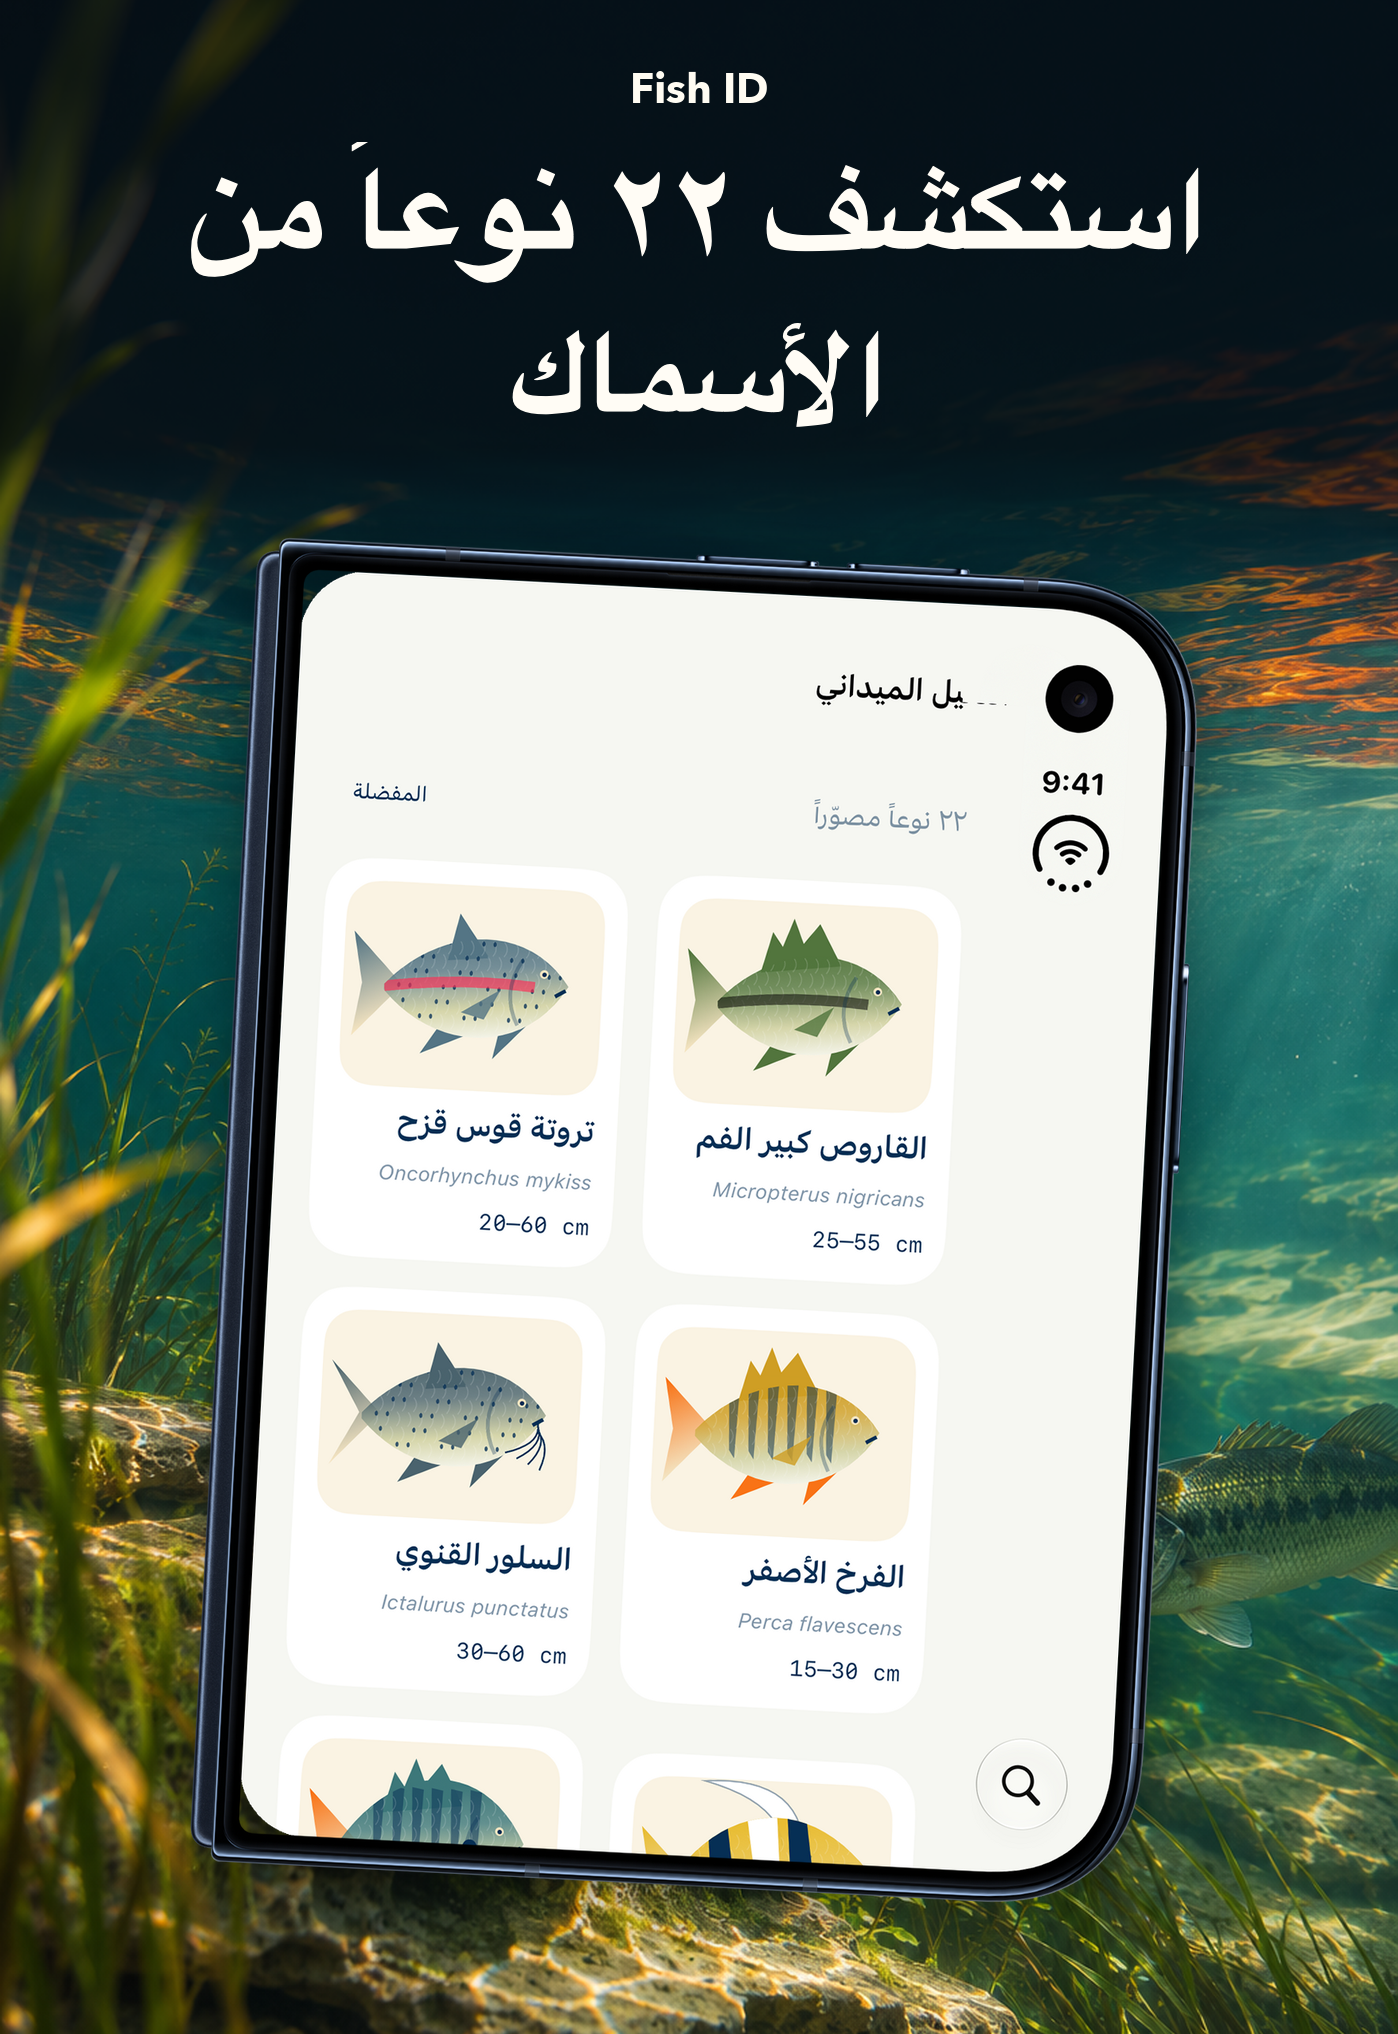 Fish ID
استكشف ٢٢ نوعاً من
الأسماك
الميداني
9:41
٢٢ نوعاً مصوّراً
المفضلة
القاروص كبير الفم
Micropterus nigricans
25–55 cm
تروتة قوس قزح
Oncorhynchus mykiss
20–60 cm
الفرخ الأصفر
Perca flavescens
15–30 cm
السلور القنوي
Ictalurus punctatus
30–60 cm